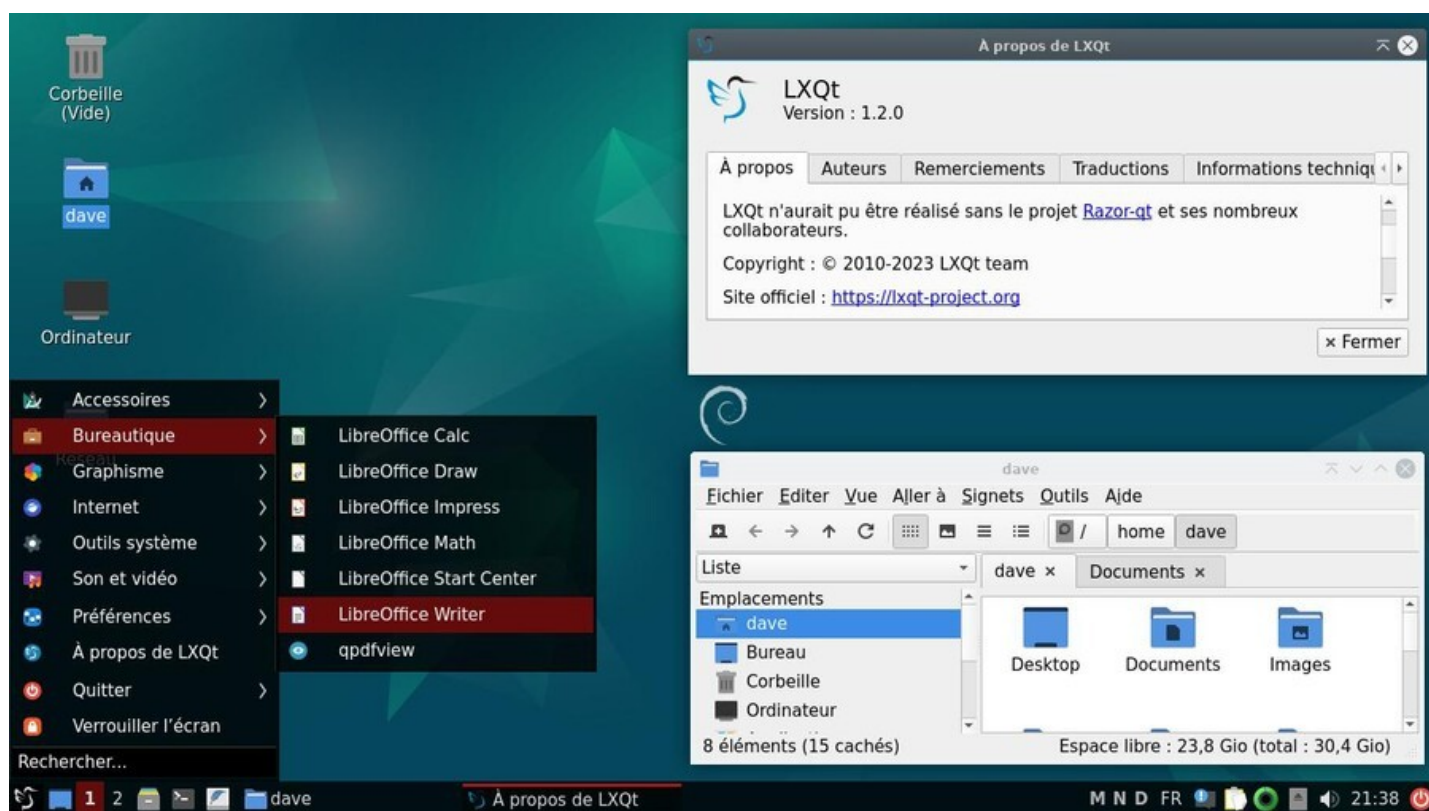 Corbeille
(Vide)
dave
Ordinateur
Réseau
À propos de LXQt
LXQt
Version : 1.2.0
À propos
Auteurs
Remerciements
Traductions
Informations techniqu
LXQt n'aurait pu être réalisé sans le projet Razor-qt et ses nombreux
collaborateurs.
Copyright : © 2010-2023 LXQt team
Site officiel : https://lxqt-project.org
× Fermer
Accessoires
Bureautique
Graphisme
Internet
Outils système
Son et vidéo
Préférences
À propos de LXQt
Quitter
Verrouiller l'écran
Rechercher...
LibreOffice Calc
LibreOffice Draw
LibreOffice Impress
LibreOffice Math
LibreOffice Start Center
LibreOffice Writer
qpdfview
dave
Fichier Editer Vue Aller à Signets Outils Aide
/ home dave
Liste
dave ×
Documents ×
Emplacements
dave
Bureau
Corbeille
Ordinateur
Desktop
Documents
Images
8 éléments (15 cachés)
Espace libre : 23,8 Gio (total : 30,4 Gio)
1 2
dave
À propos de LXQt
M N D FR
21:38